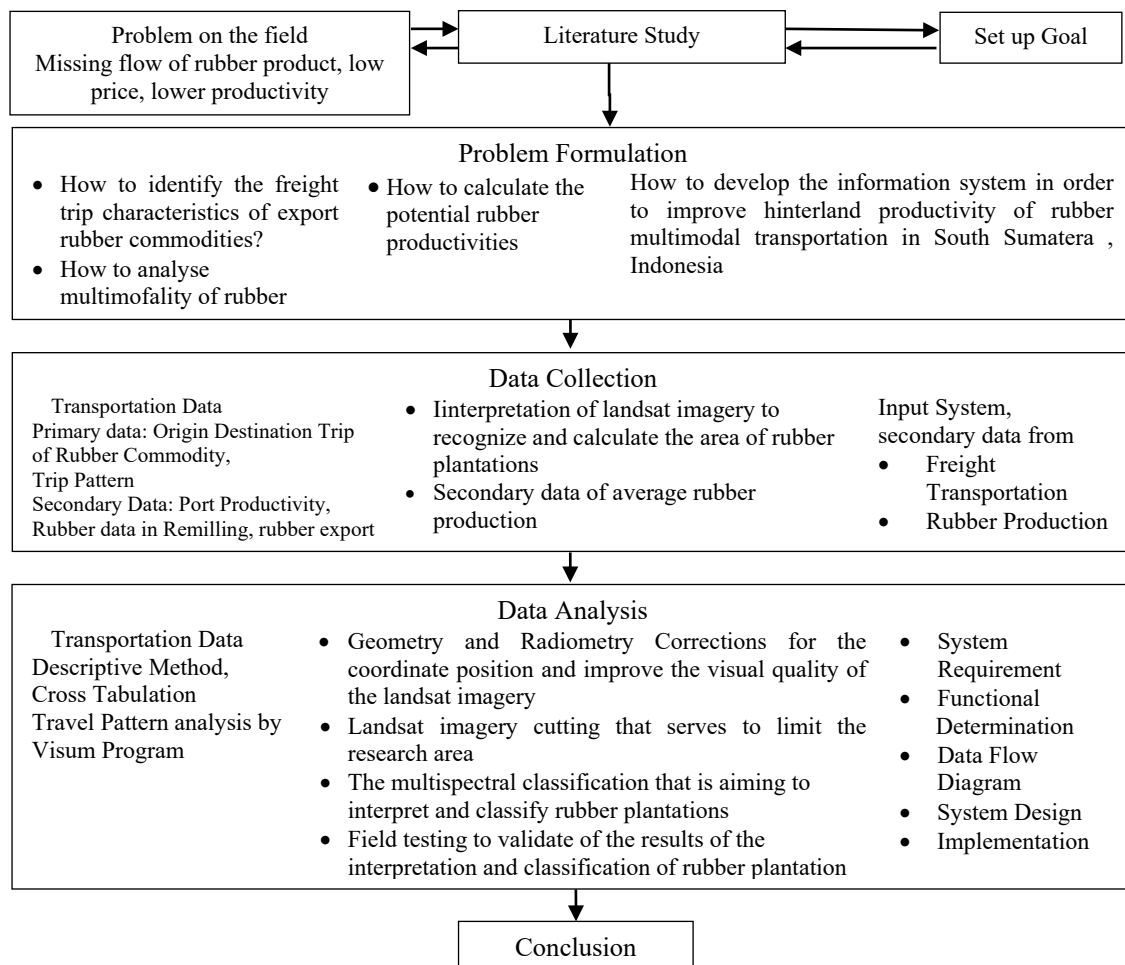 Problem on the field
Missing flow of rubber product, low
price, lower productivity
Literature Study
Set up Goal
Problem Formulation
• How to identify the freight
trip characteristics of export
rubber commodities?
• How to analyse
multimofality of rubber
• How to calculate the
potential rubber
productivities
How to develop the information system in order
to improve hinterland productivity of rubber
multimodal transportation in South Sumatera ,
Indonesia
Data Collection
Transportation Data
Primary data: Origin Destination Trip
of Rubber Commodity,
Trip Pattern
Secondary Data: Port Productivity,
Rubber data in Remilling, rubber export
• Iinterpretation of landsat imagery to
recognize and calculate the area of rubber
plantations
• Secondary data of average rubber
production
Input System,
secondary data from
• Freight
Transportation
• Rubber Production
Data Analysis
Transportation Data
Descriptive Method,
Cross Tabulation
Travel Pattern analysis by
Visum Program
• Geometry and Radiometry Corrections for the
coordinate position and improve the visual quality of
the landsat imagery
• Landsat imagery cutting that serves to limit the
research area
• The multispectral classification that is aiming to
interpret and classify rubber plantations
• Field testing to validate of the results of the
interpretation and classification of rubber plantation
• System
Requirement
• Functional
Determination
• Data Flow
Diagram
• System Design
• Implementation
Conclusion